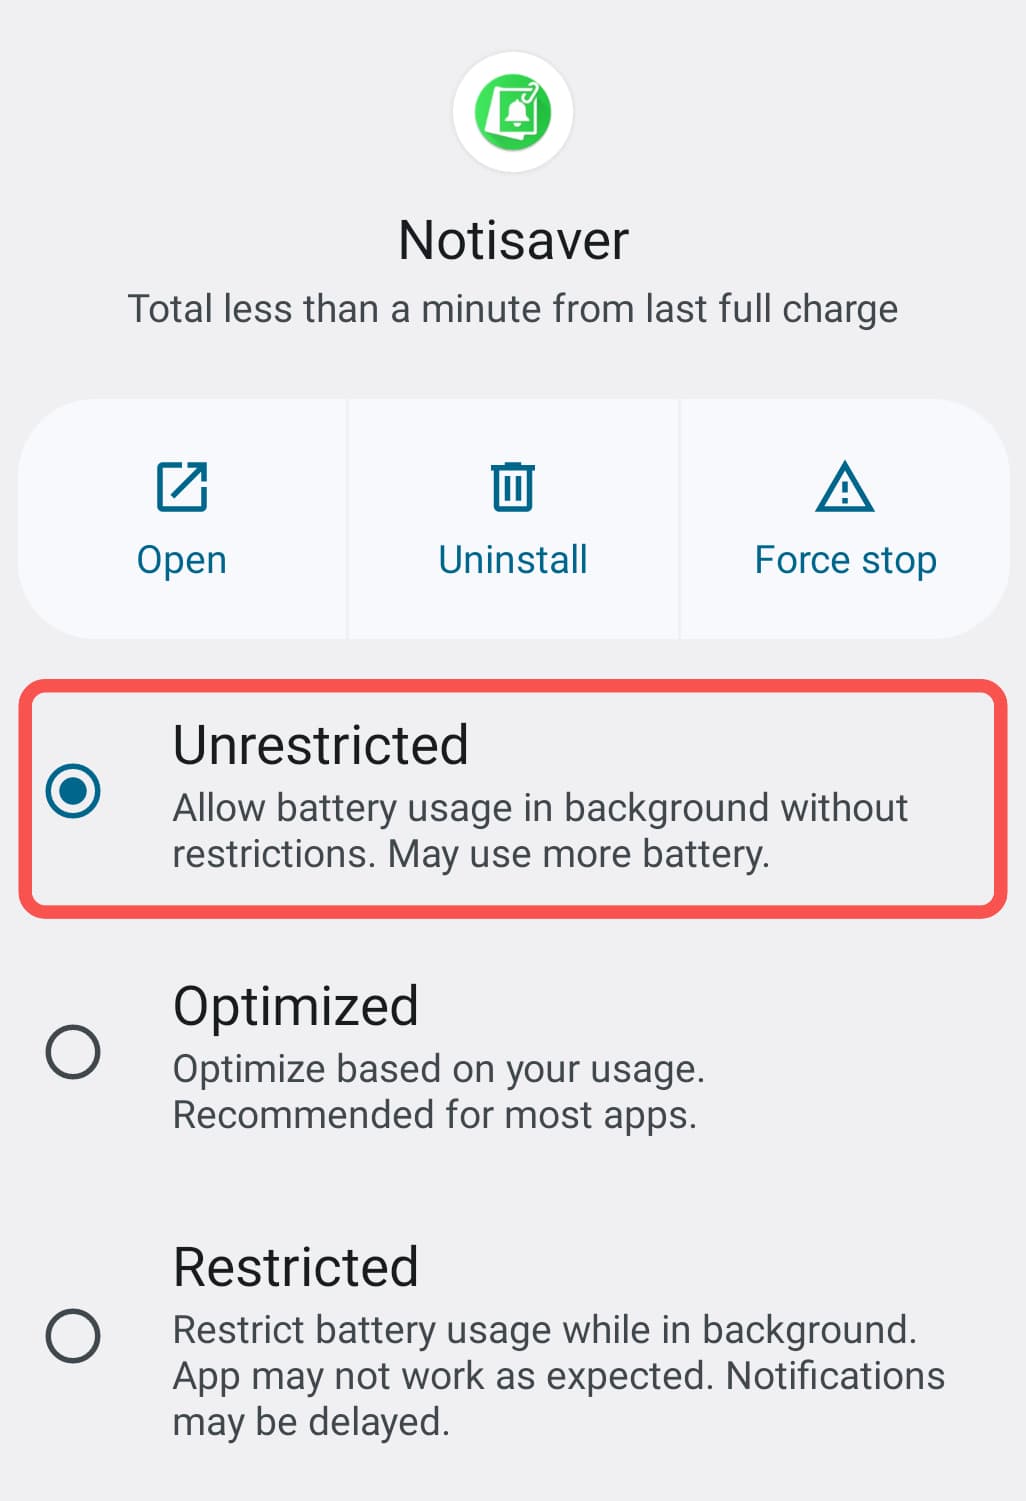 Notisaver
Total less than a minute from last full charge
Open
Uninstall
Force stop
Unrestricted
Allow battery usage in background without
restrictions. May use more battery.
Optimized
Optimize based on your usage.
Recommended for most apps.
Restricted
Restrict battery usage while in background.
App may not work as expected. Notifications
may be delayed.